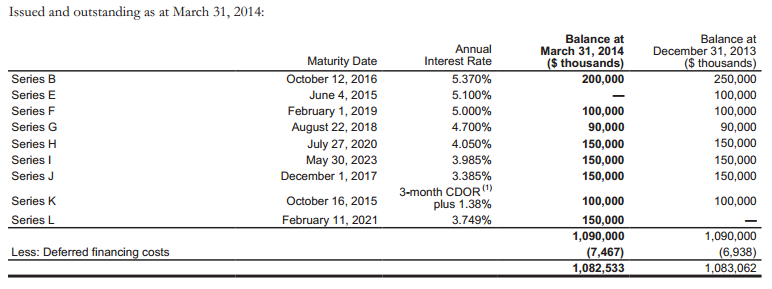 Issued and outstanding as at March 31, 2014:
Maturity Date Annual Interest Rate Balance at March 31, 2014 ($ thousands) Balance at December 31, 2013 ($ thousands)
Series B October 12, 2016 5.370% 200,000 250,000
Series E June 4, 2015 5.100% — 100,000
Series F February 1, 2019 5.000% 100,000 100,000
Series G August 22, 2018 4.700% 90,000 90,000
Series H July 27, 2020 4.050% 150,000 150,000
Series I May 30, 2023 3.985% 150,000 150,000
Series J December 1, 2017 3.385% 150,000 150,000
Series K October 16, 2015 3-month CDOR (1) plus 1.38% 100,000 100,000
Series L February 11, 2021 3.749% 150,000 —
1,090,000 1,090,000
Less: Deferred financing costs (7,467) (6,938)
1,082,533 1,083,062